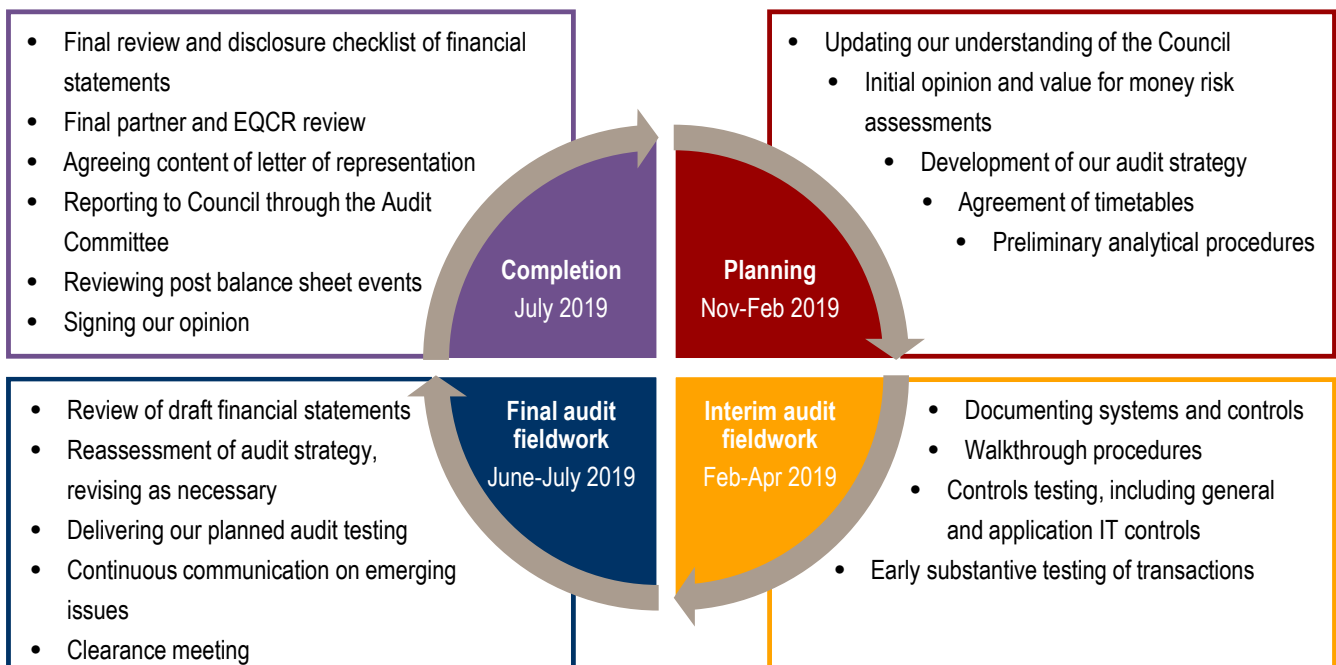 • Final review and disclosure checklist of financial
statements
• Final partner and EQCR review
• Agreeing content of letter of representation
• Reporting to Council through the Audit
Committee
• Reviewing post balance sheet events
• Signing our opinion
Completion
July 2019
Planning
Nov-Feb 2019
• Updating our understanding of the Council
• Initial opinion and value for money risk
assessments
• Development of our audit strategy
• Agreement of timetables
• Preliminary analytical procedures
• Review of draft financial statements
• Reassessment of audit strategy,
revising as necessary
• Delivering our planned audit testing
• Continuous communication on emerging
issues
• Clearance meeting
Final audit
fieldwork
June-July 2019
Interim audit
fieldwork
Feb-Apr 2019
• Documenting systems and controls
• Walkthrough procedures
• Controls testing, including general
and application IT controls
• Early substantive testing of transactions